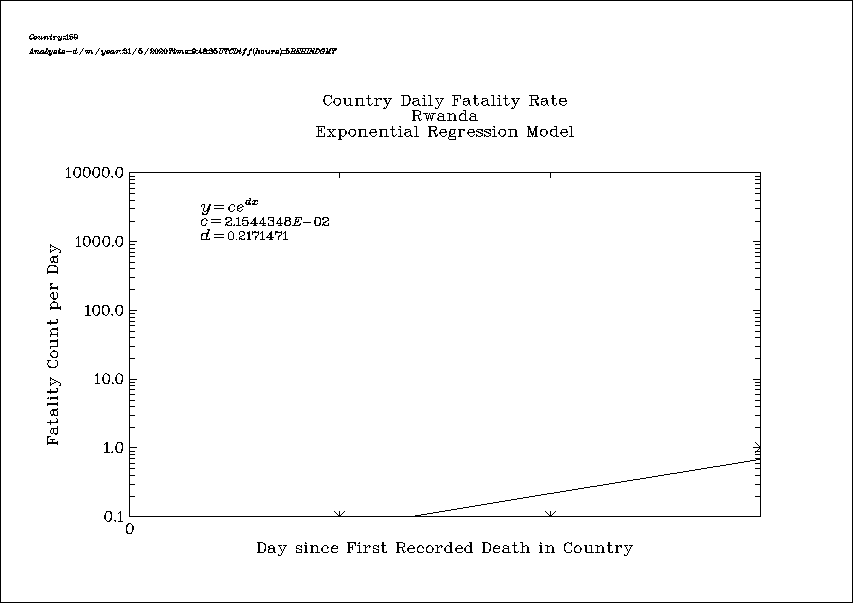 Country:159
Analysis-d/m/year:31/5/2020Time:9:48:35UTCDiff(hours):5BEHINDGMT
Country Daily Fatality Rate
Rwanda
Exponential Regression Model
10000.0
y=ce^dx
c=2.1544348E-02
d=0.2171471
1000.0
100.0
10.0
1.0
0.1
0
Fatality Count per Day
Day since First Recorded Death in Country